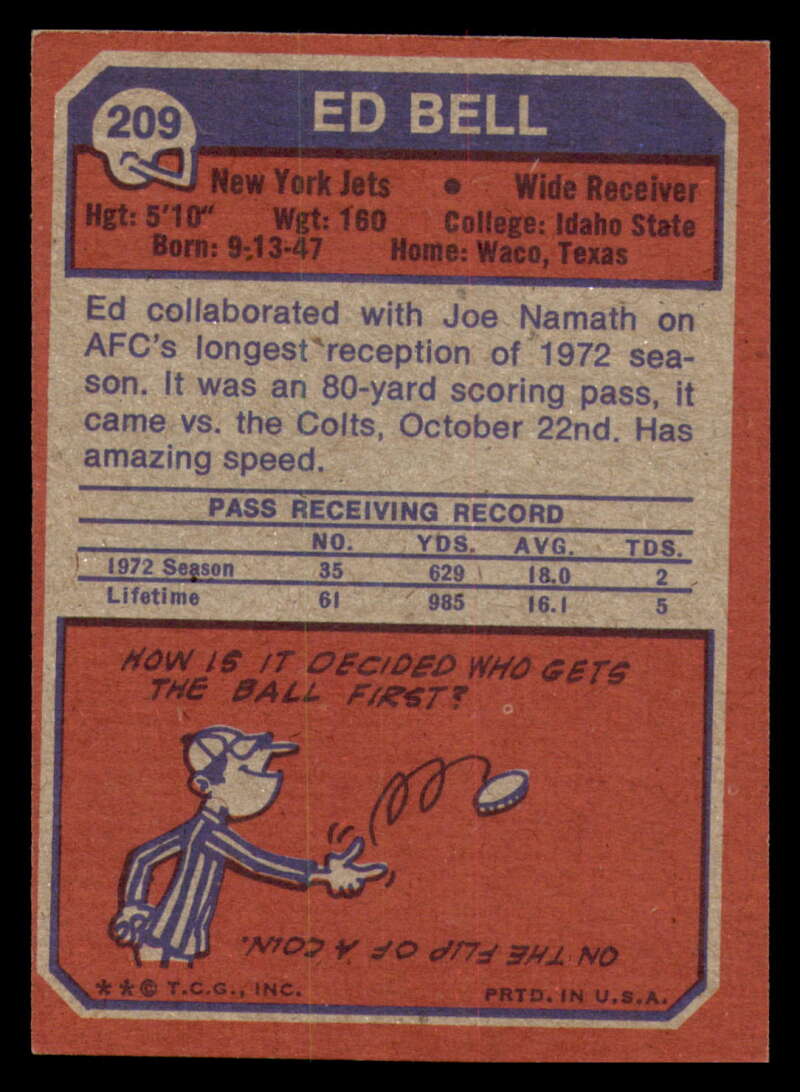 209
ED BELL
New York Jets • Wide Receiver
Hgt: 5'10" Wgt: 160 College: Idaho State
Born: 9-13-47 Home: Waco, Texas
Ed collaborated with Joe Namath on
AFC's longest reception of 1972 sea-
son. It was an 80-yard scoring pass, it
came vs. the Colts, October 22nd. Has
amazing speed.
PASS RECEIVING RECORD
NO. YDS. AVG. TDS.
1972 Season 35 629 18.0 2
Lifetime 61 985 16.1 5
HOW IS IT DECIDED WHO GETS
THE BALL FIRST?
ON THE FLIP OF A COIN.
**© T.C.G., INC. PRTD. IN U.S.A.